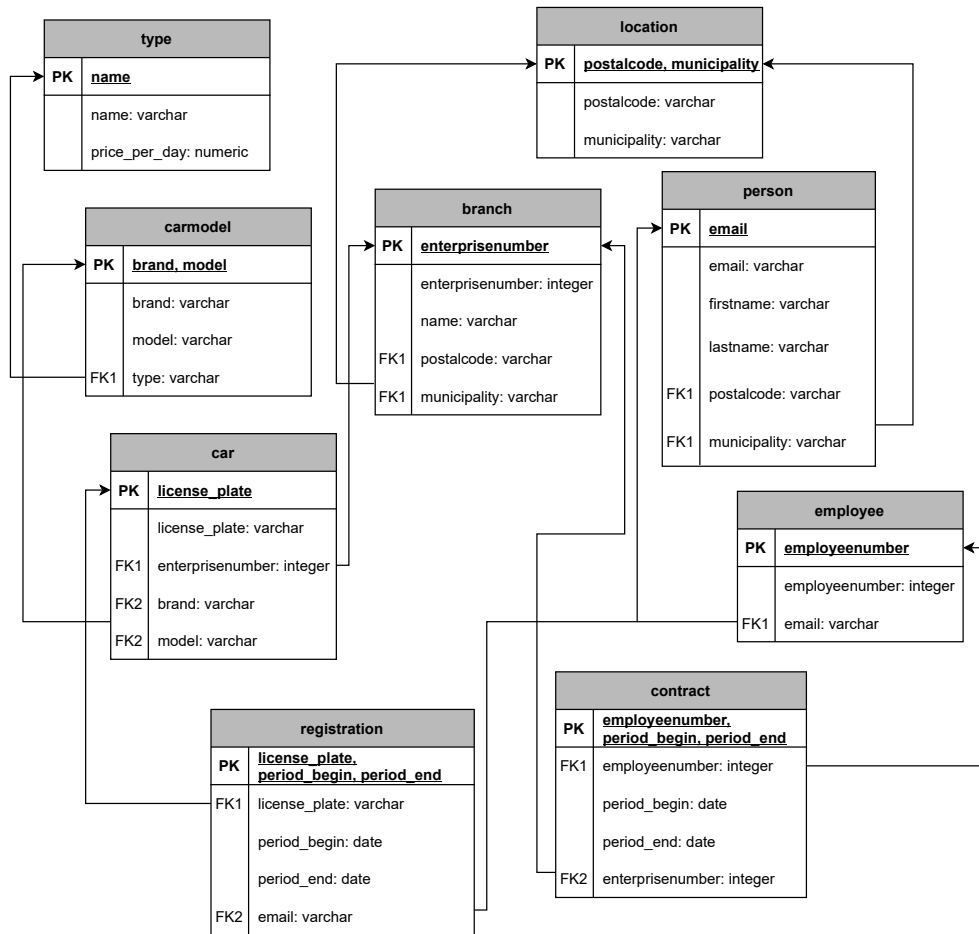 type
PK name
name: varchar
price_per_day: numeric
location
PK postalcode, municipality
postalcode: varchar
municipality: varchar
carmodel
PK brand, model
brand: varchar
model: varchar
FK1 type: varchar
branch
PK enterprisenumber
enterprisenumber: integer
name: varchar
FK1 postalcode: varchar
FK1 municipality: varchar
person
PK email
email: varchar
firstname: varchar
lastname: varchar
FK1 postalcode: varchar
FK1 municipality: varchar
car
PK license_plate
license_plate: varchar
FK1 enterprisenumber: integer
FK2 brand: varchar
FK2 model: varchar
employee
PK employeenumber
employeenumber: integer
FK1 email: varchar
registration
PK license_plate,
period_begin, period_end
FK1 license_plate: varchar
period_begin: date
period_end: date
FK2 email: varchar
contract
PK employeenumber,
period_begin, period_end
FK1 employeenumber: integer
period_begin: date
period_end: date
FK2 enterprisenumber: integer